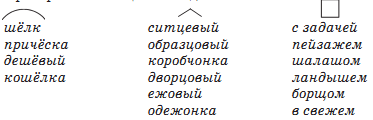 шёлк ситцевый с задачей
причёска образцовый пейзажем
дешёвый коробчонка шалашом
кошёлка дворцовый ландышем
ежовый борщом
одежонка в свежем